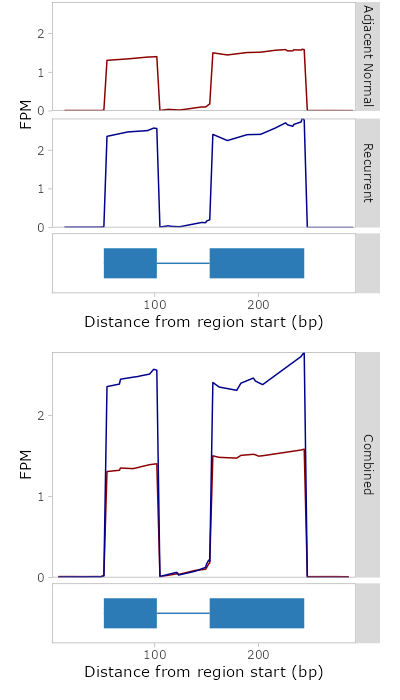 Adjacent Normal
2
1
0
FPM
Recurrent
2
1
0
100
200
Distance from region start (bp)
Combined
2
1
0
FPM
100
200
Distance from region start (bp)